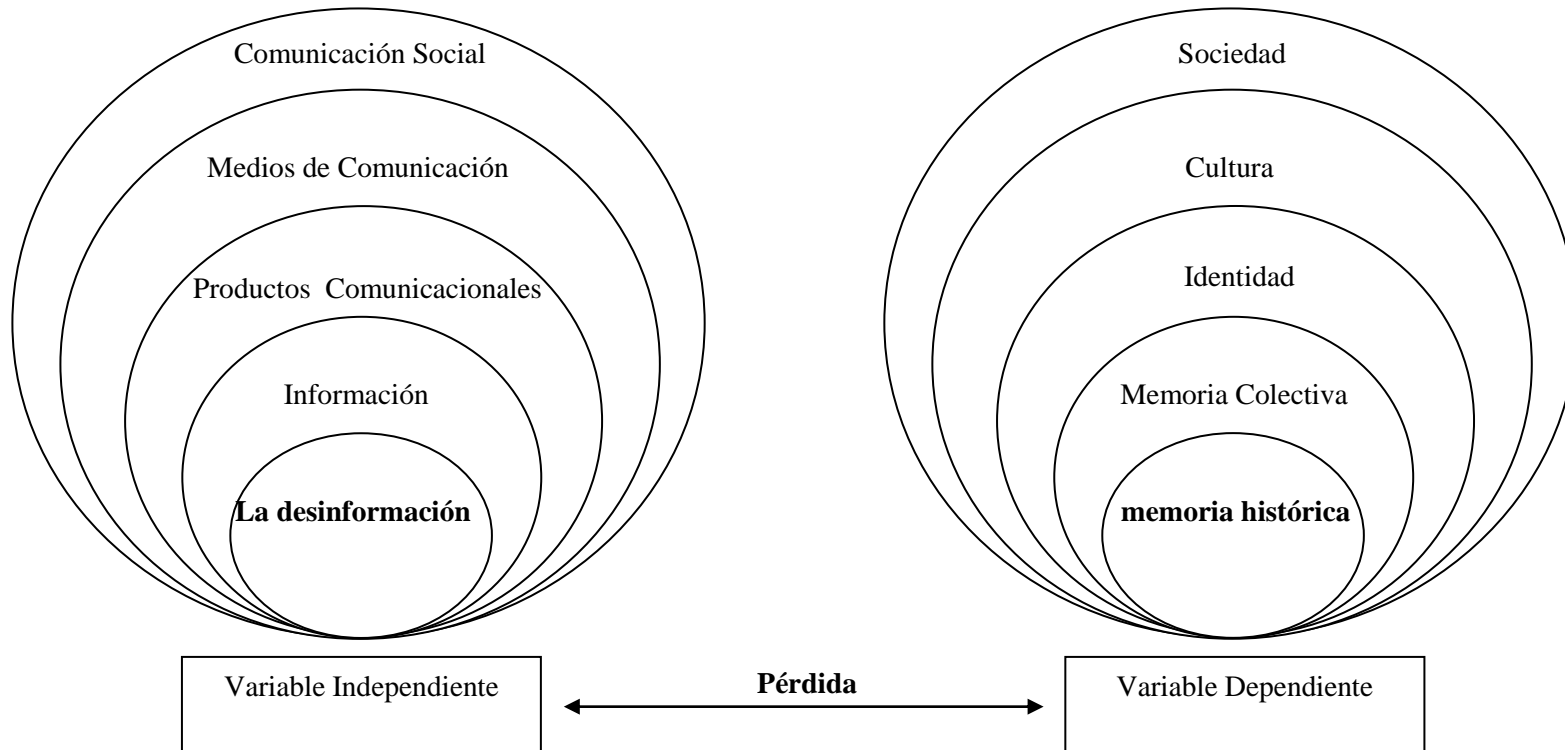 Comunicación Social
Medios de Comunicación
Productos Comunicacionales
Información
La desinformación
Variable Independiente
Pérdida
Sociedad
Cultura
Identidad
Memoria Colectiva
memoria histórica
Variable Dependiente